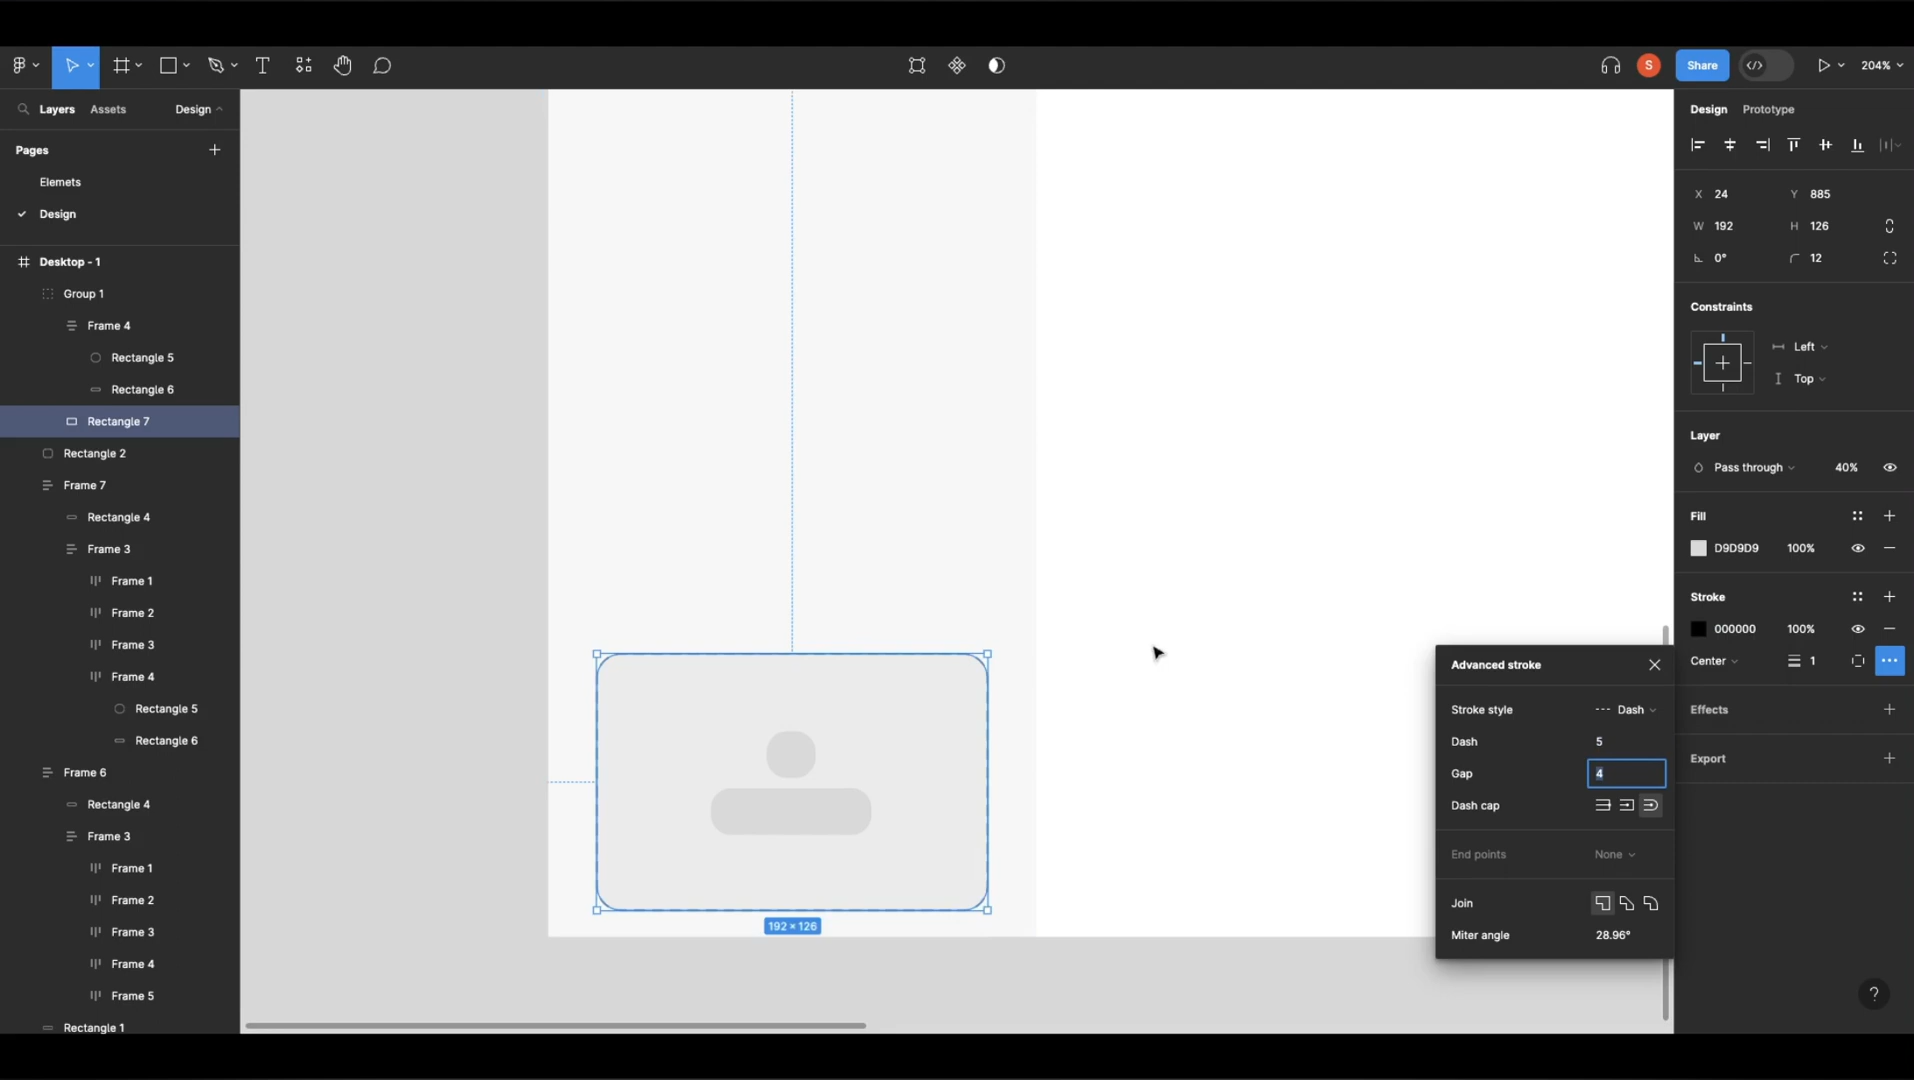 S
Share
204%
Layers
Assets
Design
Pages
Elemets
Design
Desktop - 1
Group 1
Frame 4
Rectangle 5
Rectangle 6
Rectangle 7
Rectangle 2
Frame 7
Rectangle 4
Frame 3
Frame 1
Frame 2
Frame 3
Frame 4
Rectangle 5
Rectangle 6
Frame 6
Rectangle 4
Frame 3
Frame 1
Frame 2
Frame 3
Frame 4
Frame 5
Rectangle 1
192 × 126
Advanced stroke
Stroke style
Dash
Dash
5
Gap
4
Dash cap
End points
None
Join
Miter angle
28.96°
Design
Prototype
X 24
Y 885
W 192
H 126
0°
12
Constraints
Left
Top
Layer
Pass through
40%
Fill
D9D9D9
100%
Stroke
000000
100%
Center
1
Effects
Export
?